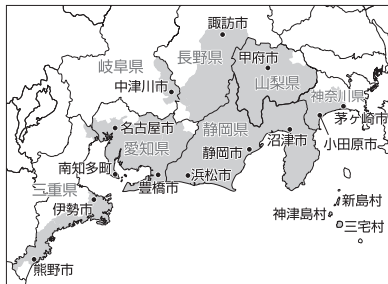 諏訪市
岐阜県
長野県
甲府市
中津川市
山梨県
神奈川県
茅ヶ崎市
名古屋市
静岡県
愛知県
沼津市
小田原市
静岡市
南知多町
浜松市
豊橋市
三重県
伊勢市
新島村
神津島村
三宅村
熊野市